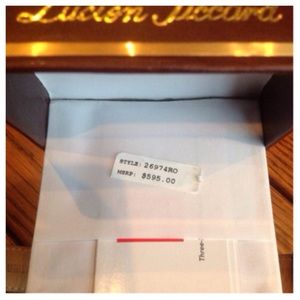 Lucien Piccard
STYLE: 26974RO
MSRP: $595.00
Three-